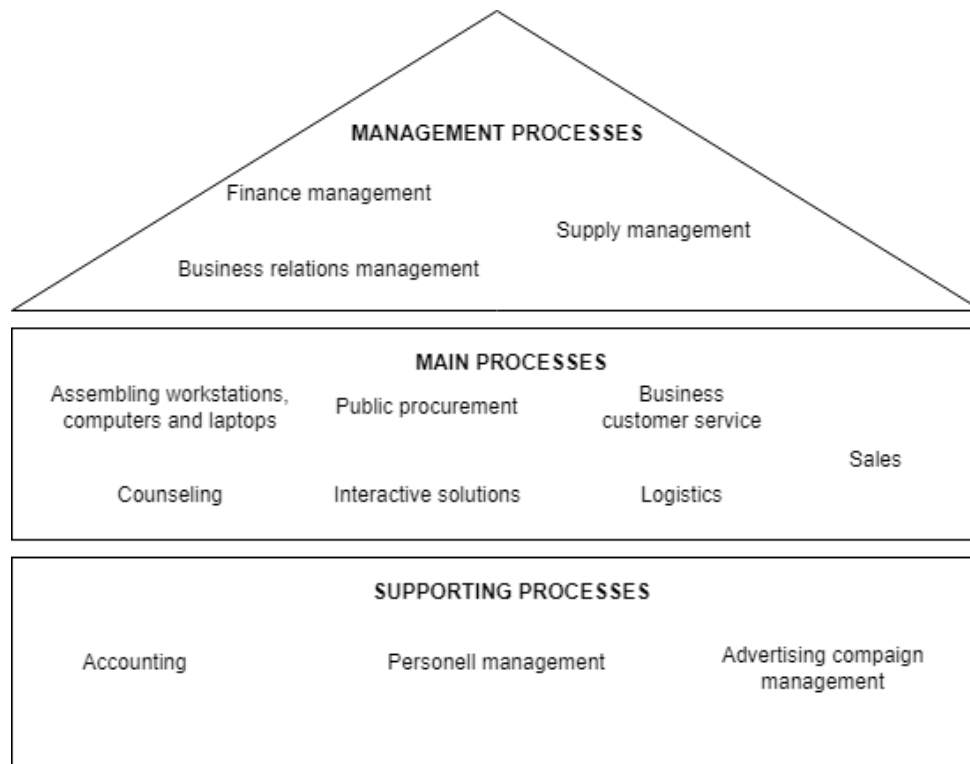 MANAGEMENT PROCESSES
Finance management
Supply management
Business relations management
MAIN PROCESSES
Assembling workstations,
computers and laptops
Public procurement
Business
customer service
Sales
Counseling
Interactive solutions
Logistics
SUPPORTING PROCESSES
Accounting
Personell management
Advertising compaign
management